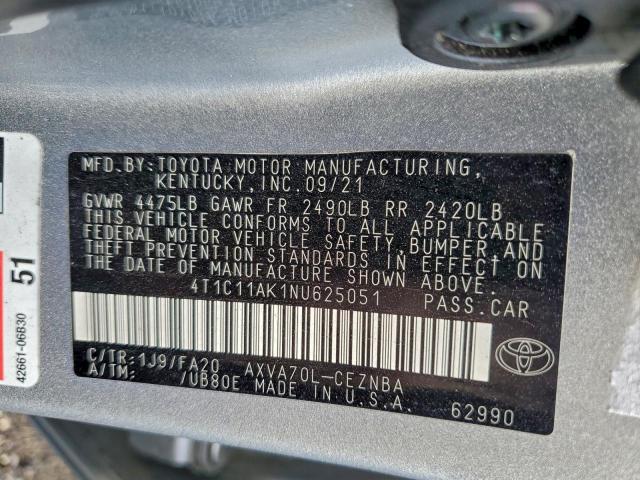 MFD.BY:TOYOTA MOTOR MANUFACTURING,
KENTUCKY,INC.09/21
GVWR 4475LB GAWR FR 2490LB RR 2420LB
THIS VEHICLE CONFORMS TO ALL APPLICABLE
FEDERAL MOTOR VEHICLE SAFETY,BUMPER,AND
THEFT PREVENTION STANDARDS IN EFFECT ON
THE DATE OF MANUFACTURE SHOWN ABOVE.
4T1C11AK1NU625051 PASS.CAR
C/TR:1J9/FA20 AXVA70L-CEZNBA
A/TM: /UB80E MADE IN U.S.A.
62990
51
42661-06B30